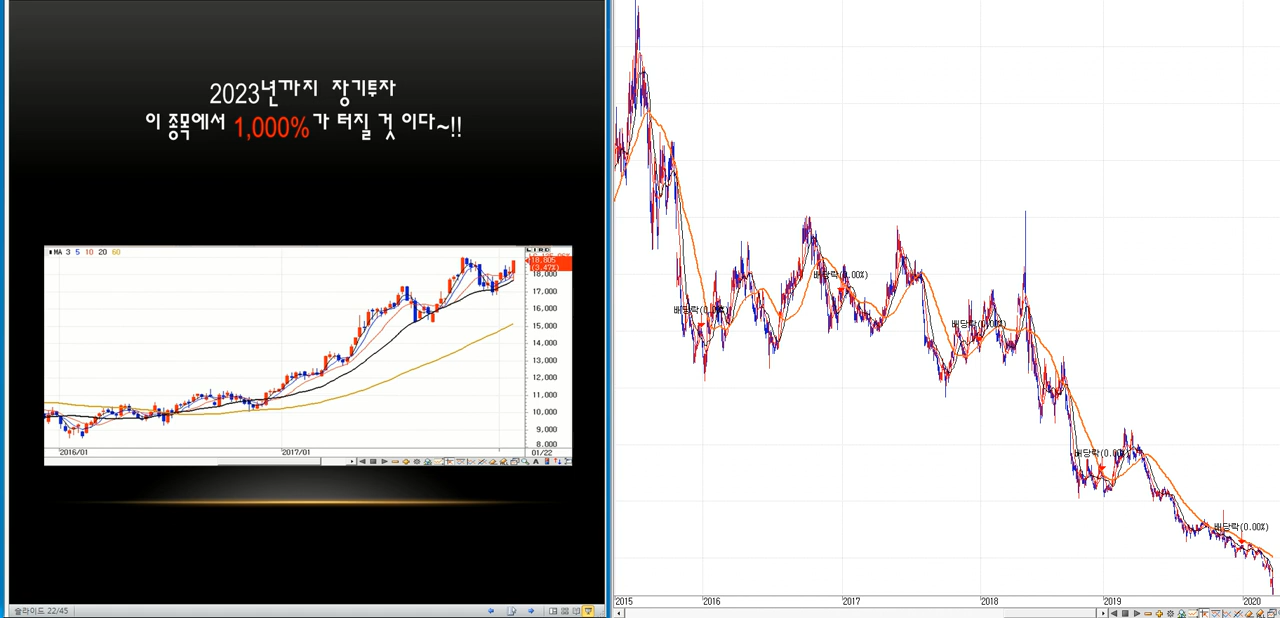 2023년까지 장기투자
이 종목에서 1,000%가 터질 것 이다~!!
MA 3 5 10 20 60
18,805
(3.47%)
18,000
17,000
16,000
15,000
14,000
13,000
12,000
11,000
10,000
9,000
8,000
2016/01
2017/01
01/22
A
슬라이드 22/45
배당락(0.00%)
배당락(0.00%)
배당락(0.00%)
배당락(0.00%)
배당락(0.00%)
2015
2016
2017
2018
2019
2020